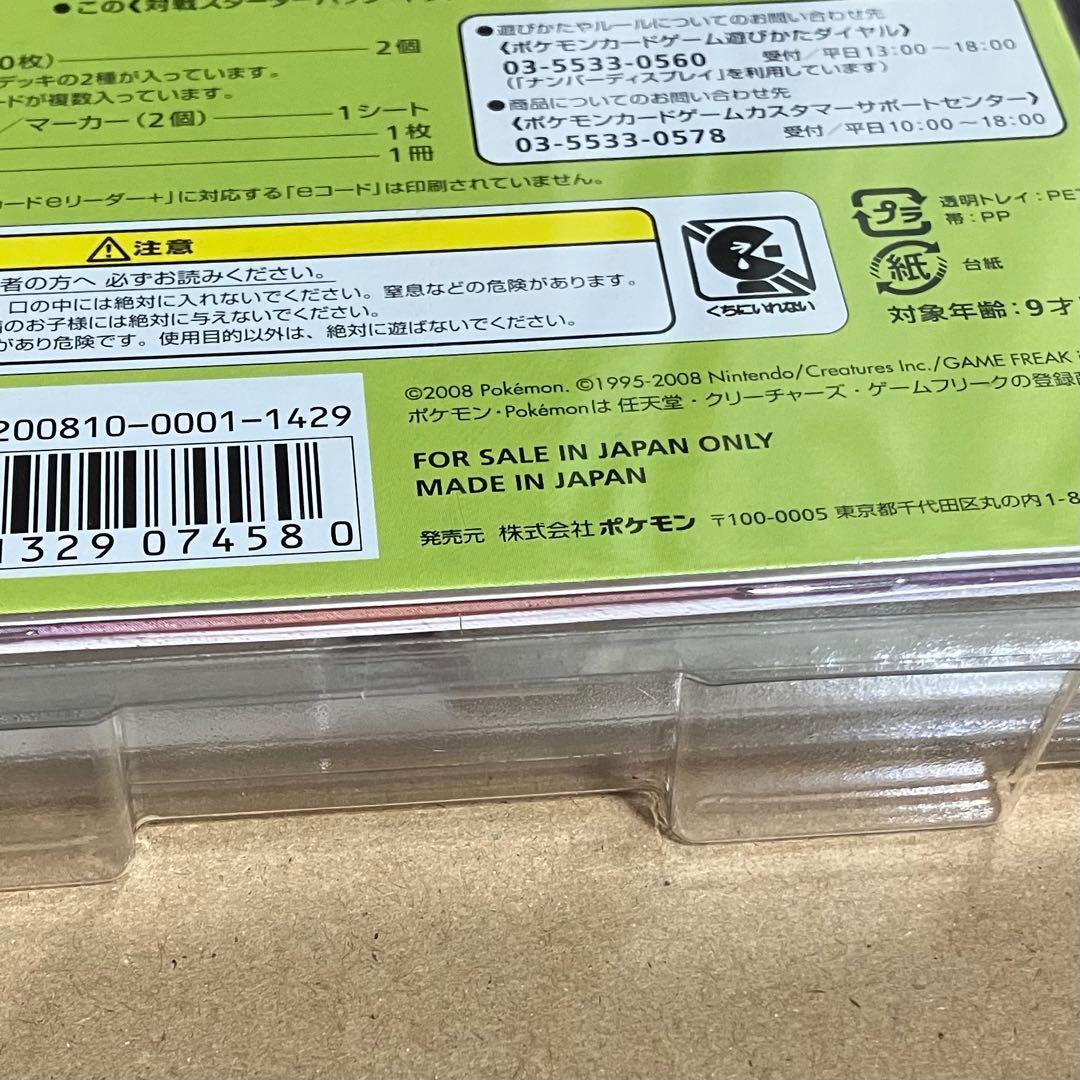 ●この《対戦スターターパック
0枚) 2個
デッキの2種が入っています。
ードが複数入っています。
／マーカー(2個) 1シート
1枚
1冊
カードeリーダー+」に対応する「eコード」は印刷されていません。
●遊びかたやルールについてのお問い合わせ先
《ポケモンカードゲーム遊びかたダイヤル》
03-5533-0560 受付／平日13:00～18:00
(「ナンバーディスプレイ」を利用しています)
●商品についてのお問い合わせ先
《ポケモンカードゲームカスタマーサポートセンター》
03-5533-0578 受付／平日10:00～18:00
注意
者の方へ 必ずお読みください。
口の中には絶対に入れないでください。窒息などの危険があります。
のお子様には絶対に与えないでください。
があり危険です。使用目的以外は、絶対に遊ばないでください。
くちにいれない
プラ 透明トレイ:PE
帯:PP
紙 台紙
対象年齢:9才
200810-0001-1429
1329 07458 0
©2008 Pokémon. ©1995-2008 Nintendo/Creatures Inc./GAME FREAK
ポケモン・Pokémonは 任天堂・クリーチャーズ・ゲームフリークの登録
FOR SALE IN JAPAN ONLY
MADE IN JAPAN
発売元 株式会社ポケモン 〒100-0005 東京都千代田区丸の内1-8